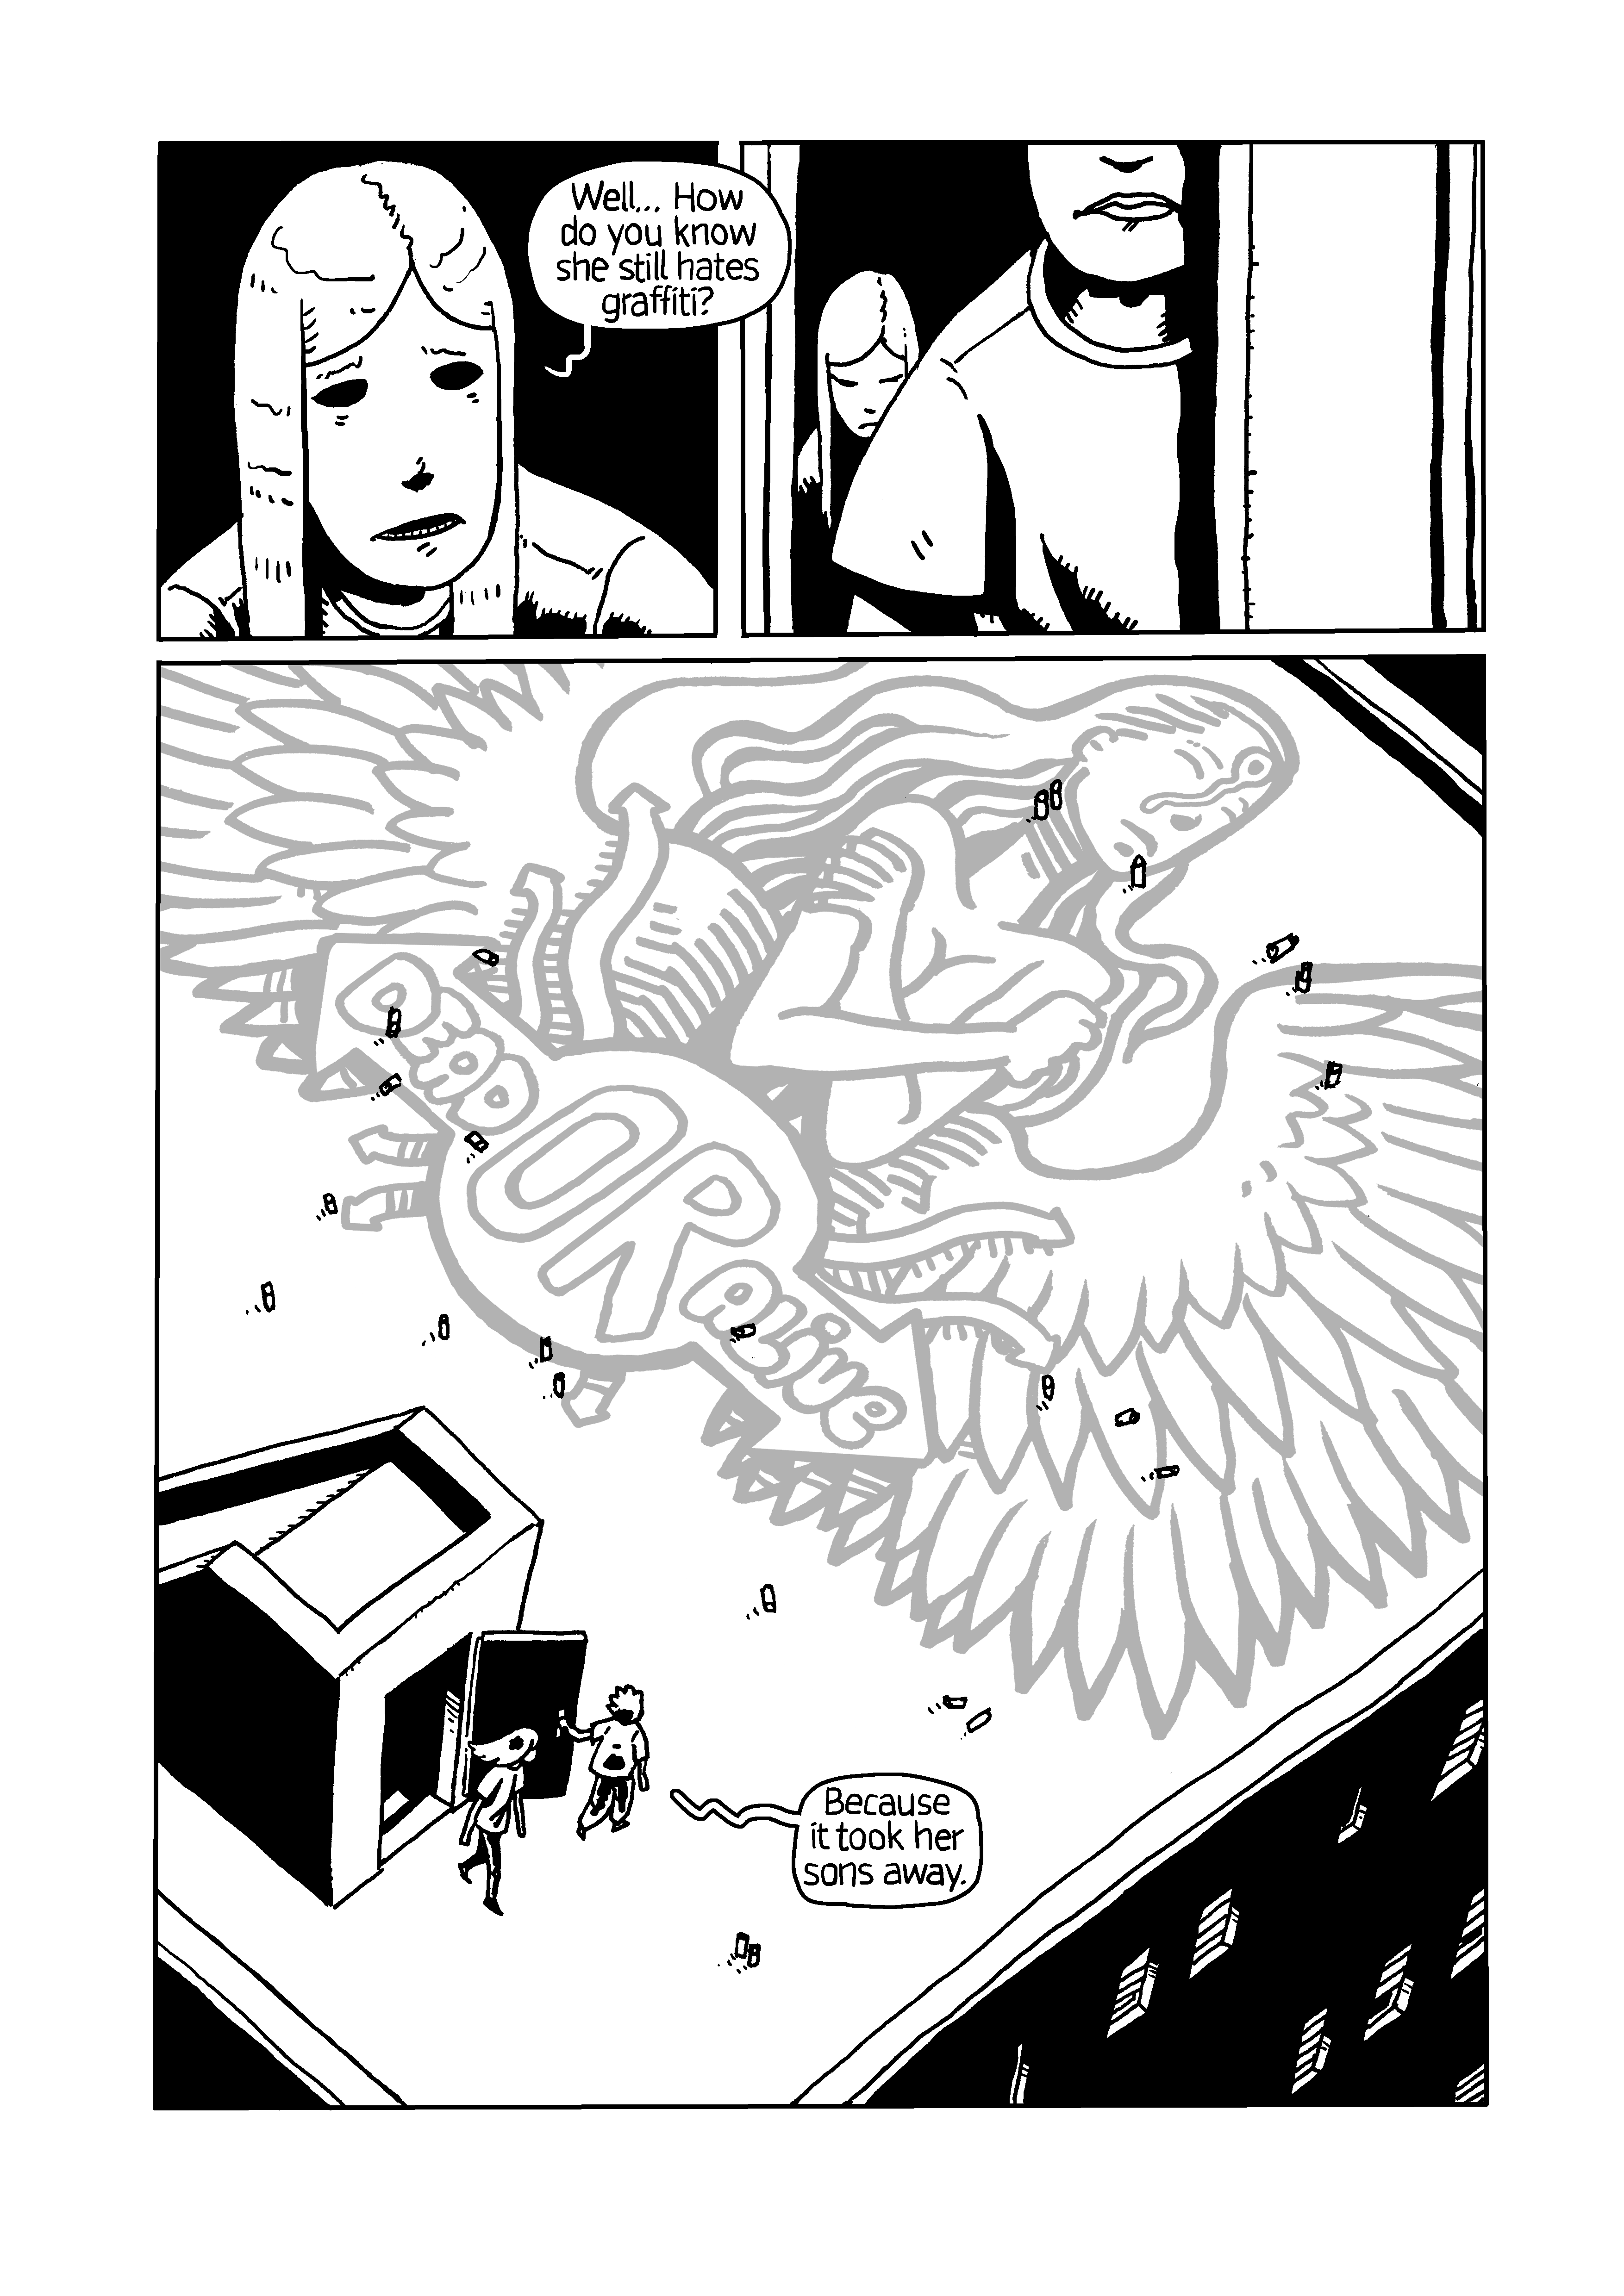 Well... How
do you know
she still hates
graffiti?
DEAD
OR
ALive
Because
it took her
sons away.